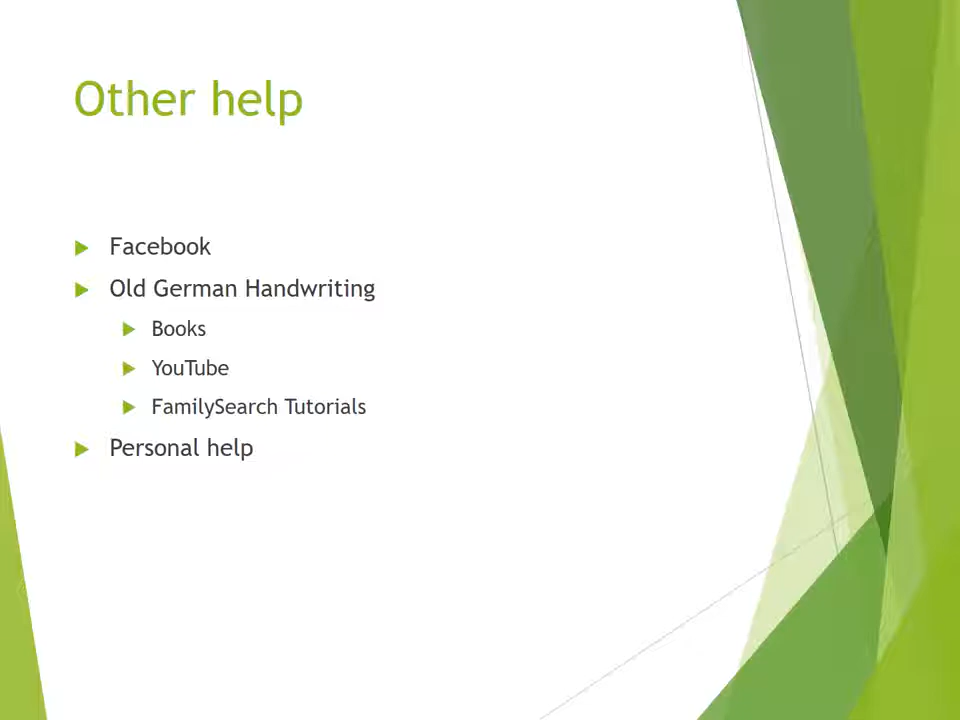 Other help
Facebook
Old German Handwriting
Books
YouTube
FamilySearch Tutorials
Personal help